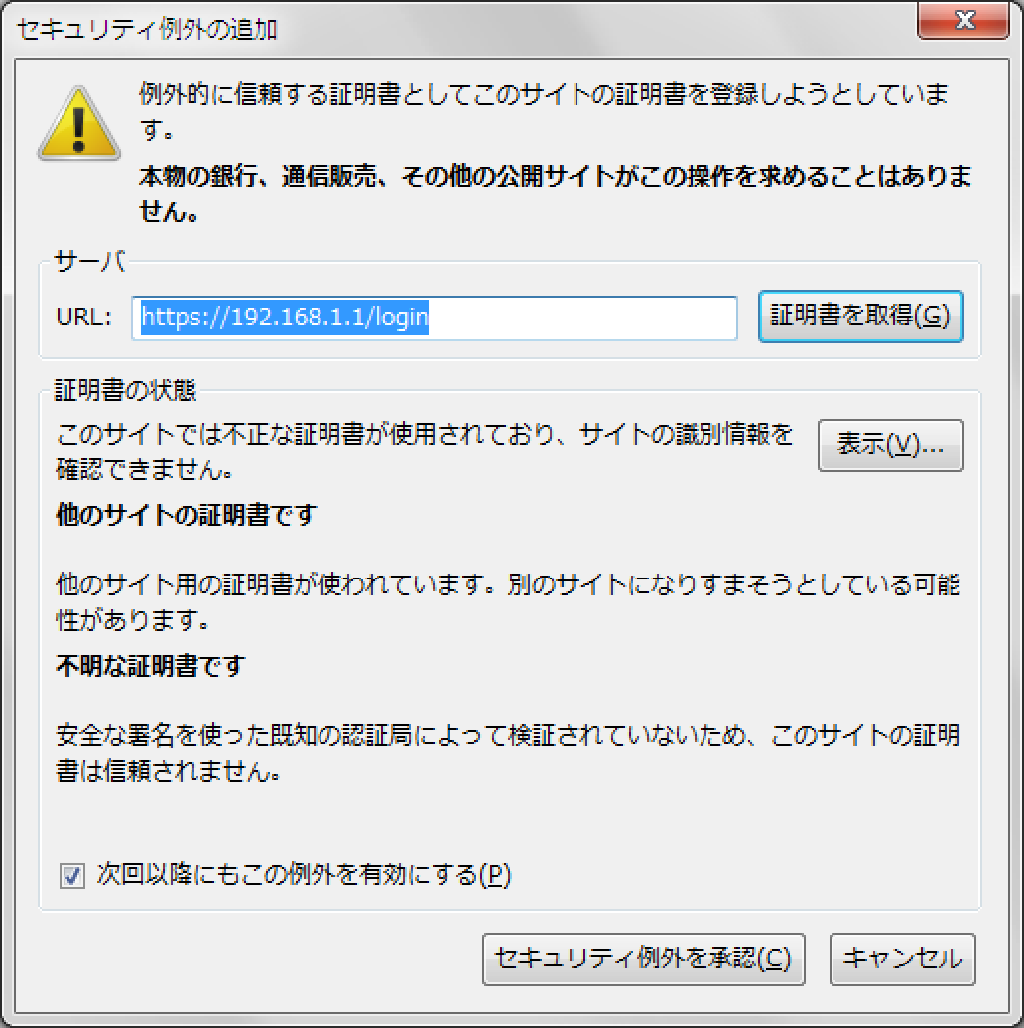 セキュリティ例外の追加
例外的に信頼する証明書としてこのサイトの証明書を登録しようとしていま
す。
本物の銀行、通信販売、その他の公開サイトがこの操作を求めることはありま
せん。
サーバ
URL: https://192.168.1.1/login 証明書を取得(G)
証明書の状態
このサイトでは不正な証明書が使用されており、サイトの識別情報を
確認できません。
表示(V)...
他のサイトの証明書です
他のサイト用の証明書が使われています。別のサイトになりすまそうとしている可能
性があります。
不明な証明書です
安全な署名を使った既知の認証局によって検証されていないため、このサイトの証明
書は信頼されません。
次回以降にもこの例外を有効にする(P)
セキュリティ例外を承認(C) キャンセル